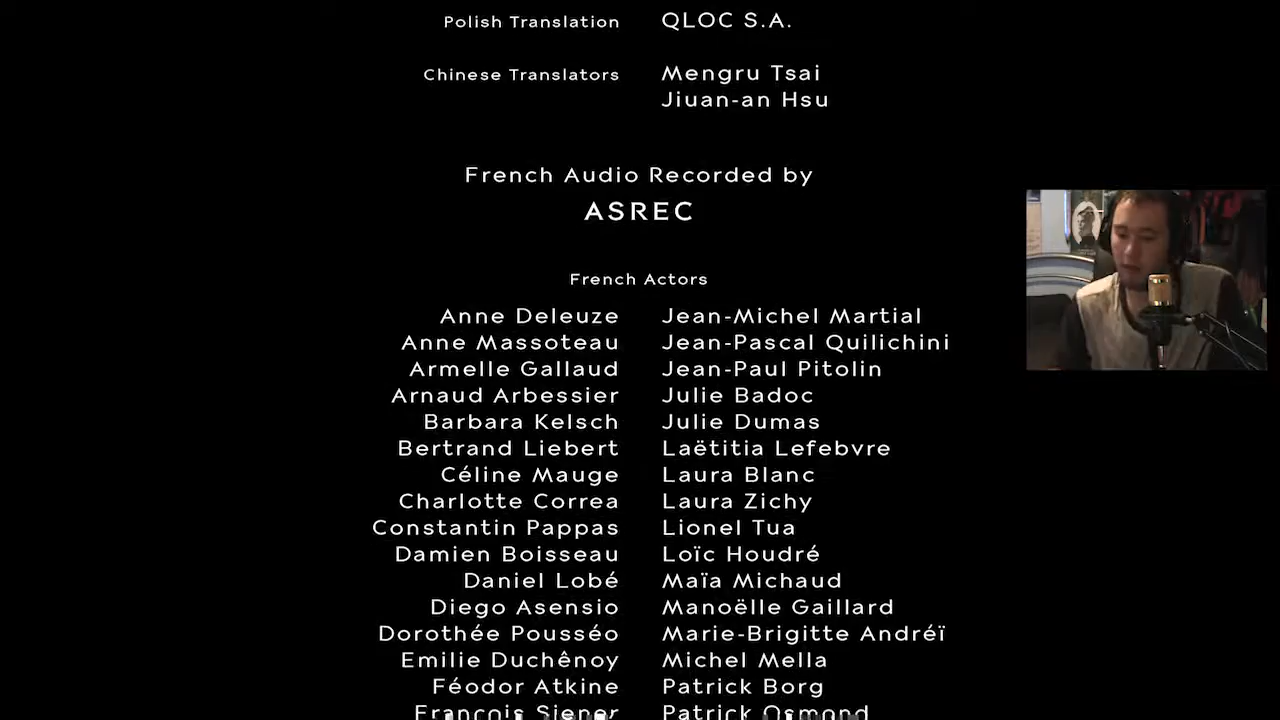 Polish Translation QLOC S.A.
Chinese Translators Mengru Tsai
Jiuan-an Hsu
French Audio Recorded by
ASREC
French Actors
Anne Deleuze Jean-Michel Martial
Anne Massoteau Jean-Pascal Quilichini
Armelle Gallaud Jean-Paul Pitolin
Arnaud Arbessier Julie Badoc
Barbara Kelsch Julie Dumas
Bertrand Liebert Laëtitia Lefebvre
Céline Mauge Laura Blanc
Charlotte Correa Laura Zichy
Constantin Pappas Lionel Tua
Damien Boisseau Loïc Houdré
Daniel Lobé Maïa Michaud
Diego Asensio Manoëlle Gaillard
Dorothée Pousséo Marie-Brigitte Andréï
Emilie Duchênoy Michel Mella
Féodor Atkine Patrick Borg
François Siener Patrick Osmond